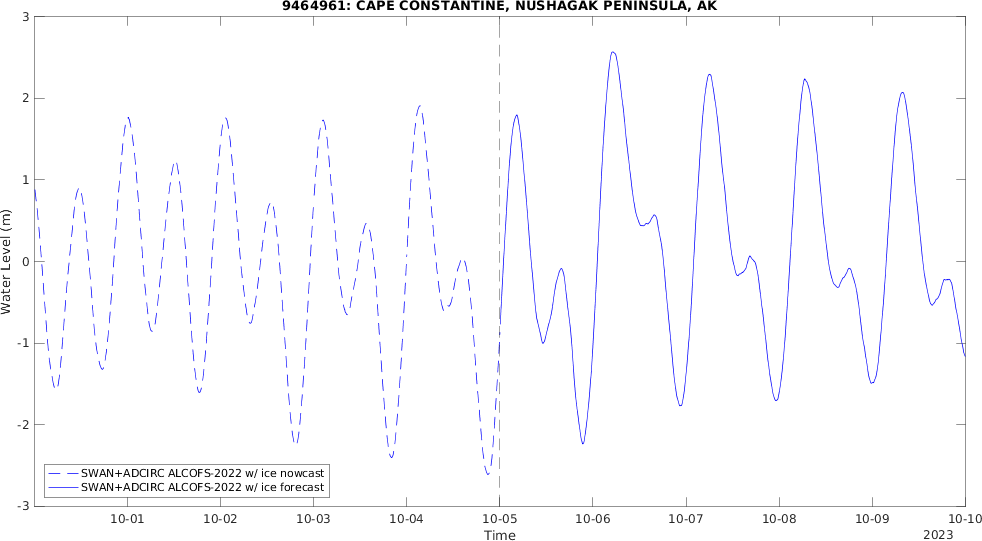 9464961: CAPE CONSTANTINE, NUSHAGAK PENINSULA, AK
3
2
1
0
-1
-2
-3
Water Level (m)
SWAN+ADCIRC ALCOFS-2022 w/ ice nowcast
SWAN+ADCIRC ALCOFS-2022 w/ ice forecast
10-01 10-02 10-03 10-04 10-05 10-06 10-07 10-08 10-09 10-10
Time
2023